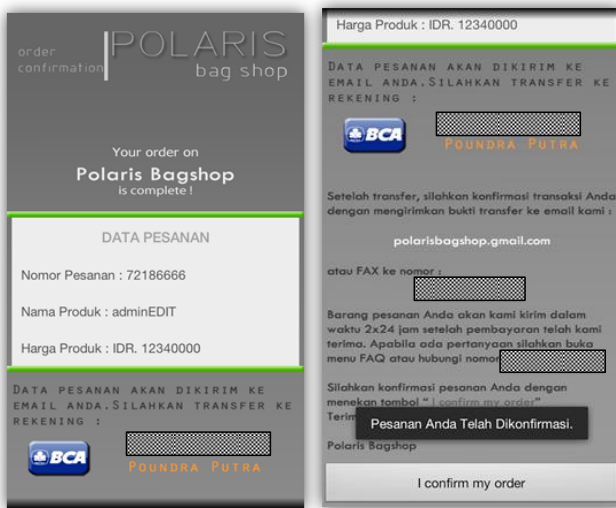 order
confirmation
POLARIS
bag shop
Your order on
Polaris Bagshop
is complete !
DATA PESANAN
Nomor Pesanan : 72186666
Nama Produk : adminEDIT
Harga Produk : IDR. 12340000
DATA PESANAN AKAN DIKIRIM KE
EMAIL ANDA.SILAHKAN TRANSFER KE
REKENING :
BCA
POUNDRA PUTRA
Harga Produk : IDR. 12340000
DATA PESANAN AKAN DIKIRIM KE
EMAIL ANDA.SILAHKAN TRANSFER KE
REKENING :
BCA
POUNDRA PUTRA
Setelah transfer, silahkan konfirmasi transaksi Anda
dengan mengirimkan bukti transfer ke email kami :
polarisbagshop.gmail.com
atau FAX ke nomor :
Barang pesanan Anda akan kami kirim dalam
waktu 2x24 jam setelah pembayaran telah kami
terima. Apabila ada pertanyaan silahkan buka
menu FAQ atau hubungi nomor
Silahkan konfirmasi pesanan Anda dengan
menekan tombol " I confirm my order"
Pesanan Anda Telah Dikonfirmasi.
Polaris Bagshop
I confirm my order